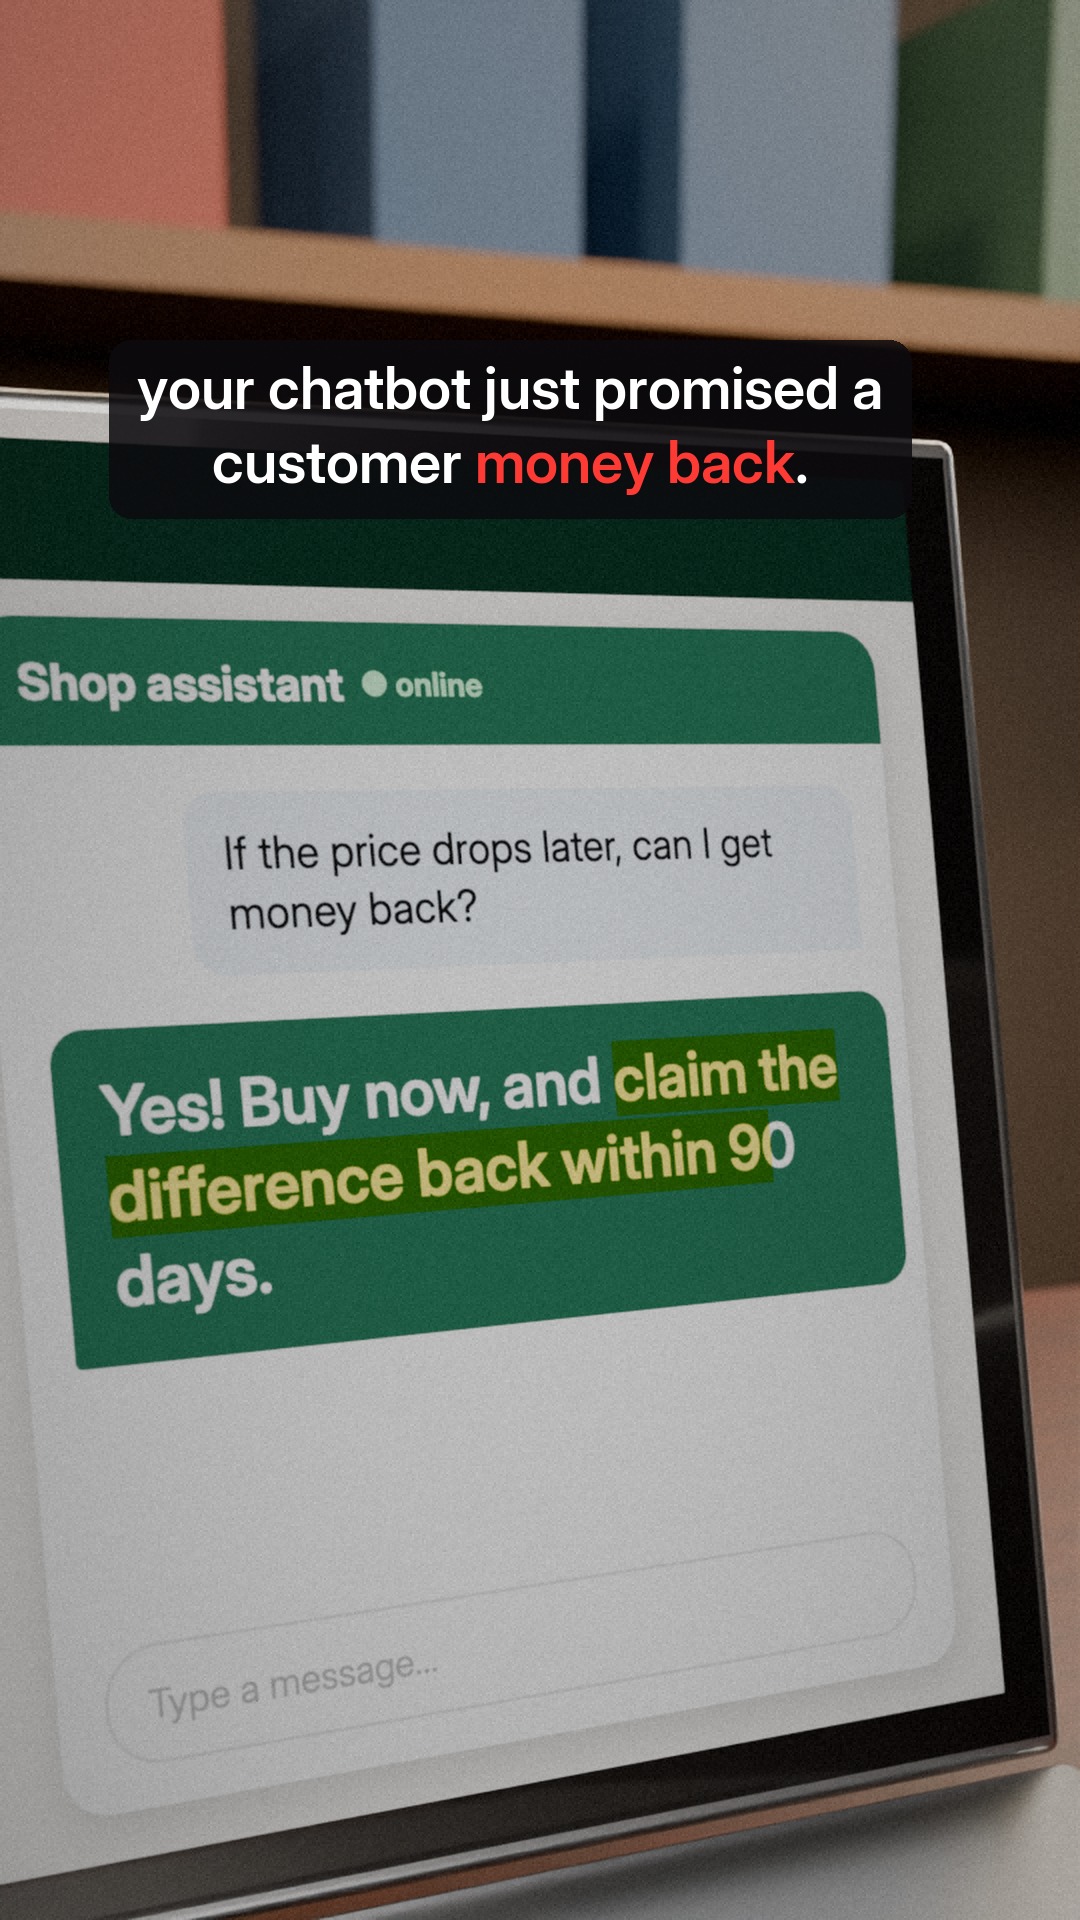 your chatbot just promised a
customer money back.
Shop assistant ● online
If the price drops later, can I get
money back?
Yes! Buy now, and claim the
difference back within 90
days.
Type a message...